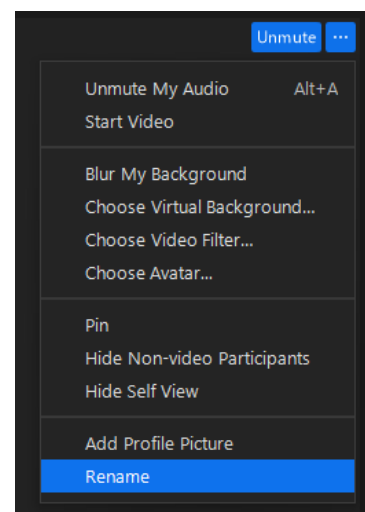 Unmute ...
Unmute My Audio Alt+A
Start Video
Blur My Background
Choose Virtual Background...
Choose Video Filter...
Choose Avatar...
Pin
Hide Non-video Participants
Hide Self View
Add Profile Picture
Rename